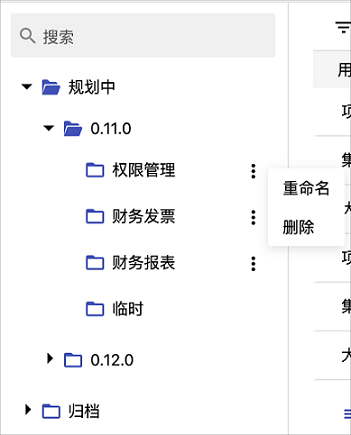 搜索
规划中
0.11.0
权限管理
财务发票
财务报表
临时
0.12.0
归档
重命名
删除
用
项
集
项
集
大